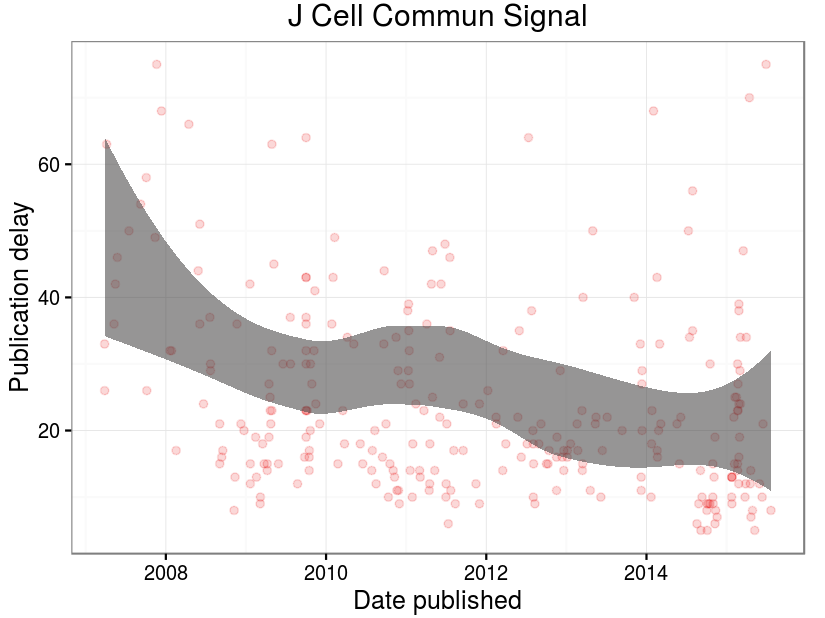 J Cell Commun Signal
Publication delay
60
40
20
2008 2010 2012 2014
Date published